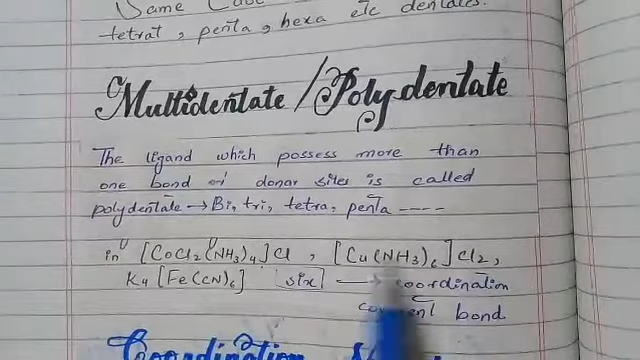 Same
tetrat, penta, hexa etc dentates.
Multidentate / Polydentate
The ligand which possess more than
one bond or donar sites is called
polydentate → Bi, tri, tetra, penta ----
in [CoCl2(NH3)4]Cl , [Cu(NH3)6]Cl2,
K4[Fe(CN)6] six → coordination
bond
Coordination